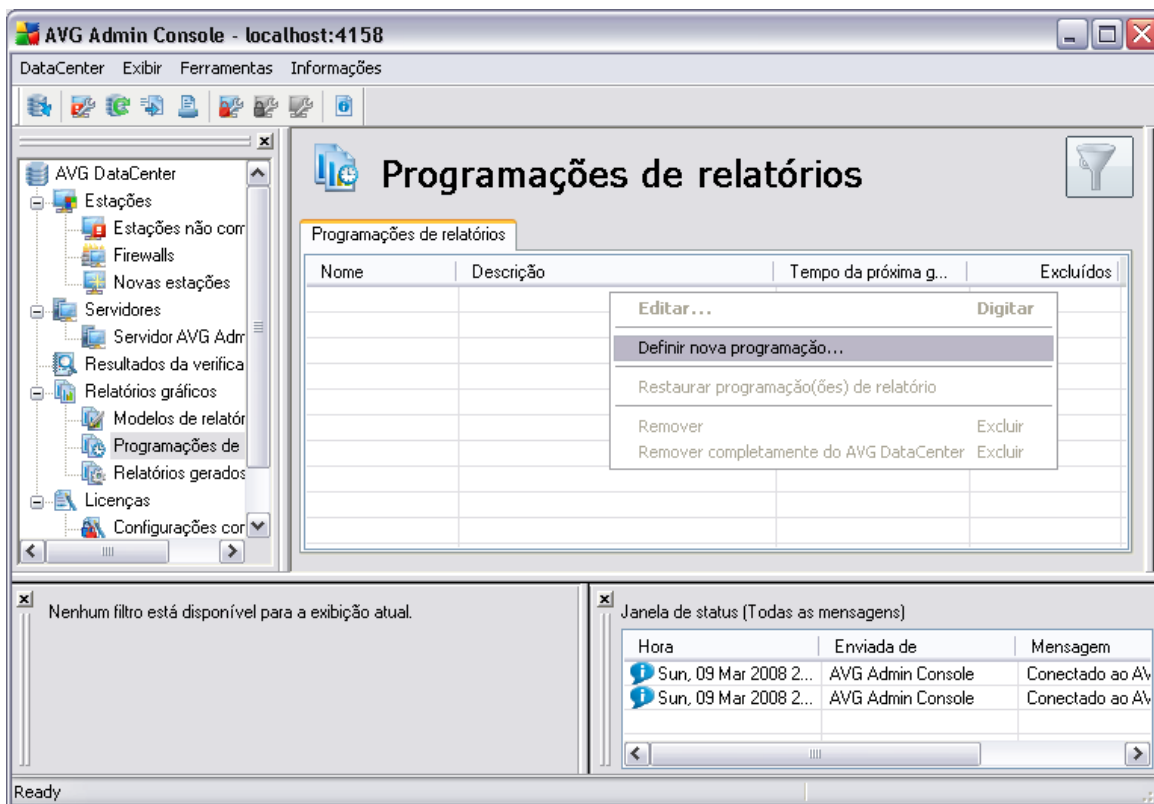 AVG Admin Console - localhost:4158
DataCenter Exibir Ferramentas Informações
AVG DataCenter
Estações
Estações não com
Firewalls
Novas estações
Servidores
Servidor AVG Adm
Resultados da verifica
Relatórios gráficos
Modelos de relatór
Programações de
Relatórios gerados
Licenças
Configurações cor
Programações de relatórios
Programações de relatórios
Nome Descrição Tempo da próxima g... Excluídos
Editar... Digitar
Definir nova programação...
Restaurar programação(ões) de relatório
Remover Excluir
Remover completamente do AVG DataCenter Excluir
Nenhum filtro está disponível para a exibição atual.
Janela de status (Todas as mensagens)
Hora Enviada de Mensagem
Sun, 09 Mar 2008 2... AVG Admin Console Conectado ao AV
Sun, 09 Mar 2008 2... AVG Admin Console Conectado ao AV
Ready